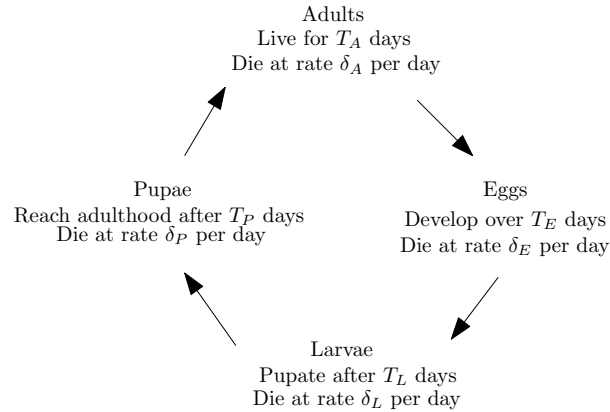 Adults
Live for T_A days
Die at rate δ_A per day
Pupae
Reach adulthood after T_P days
Die at rate δ_P per day
Eggs
Develop over T_E days
Die at rate δ_E per day
Larvae
Pupate after T_L days
Die at rate δ_L per day